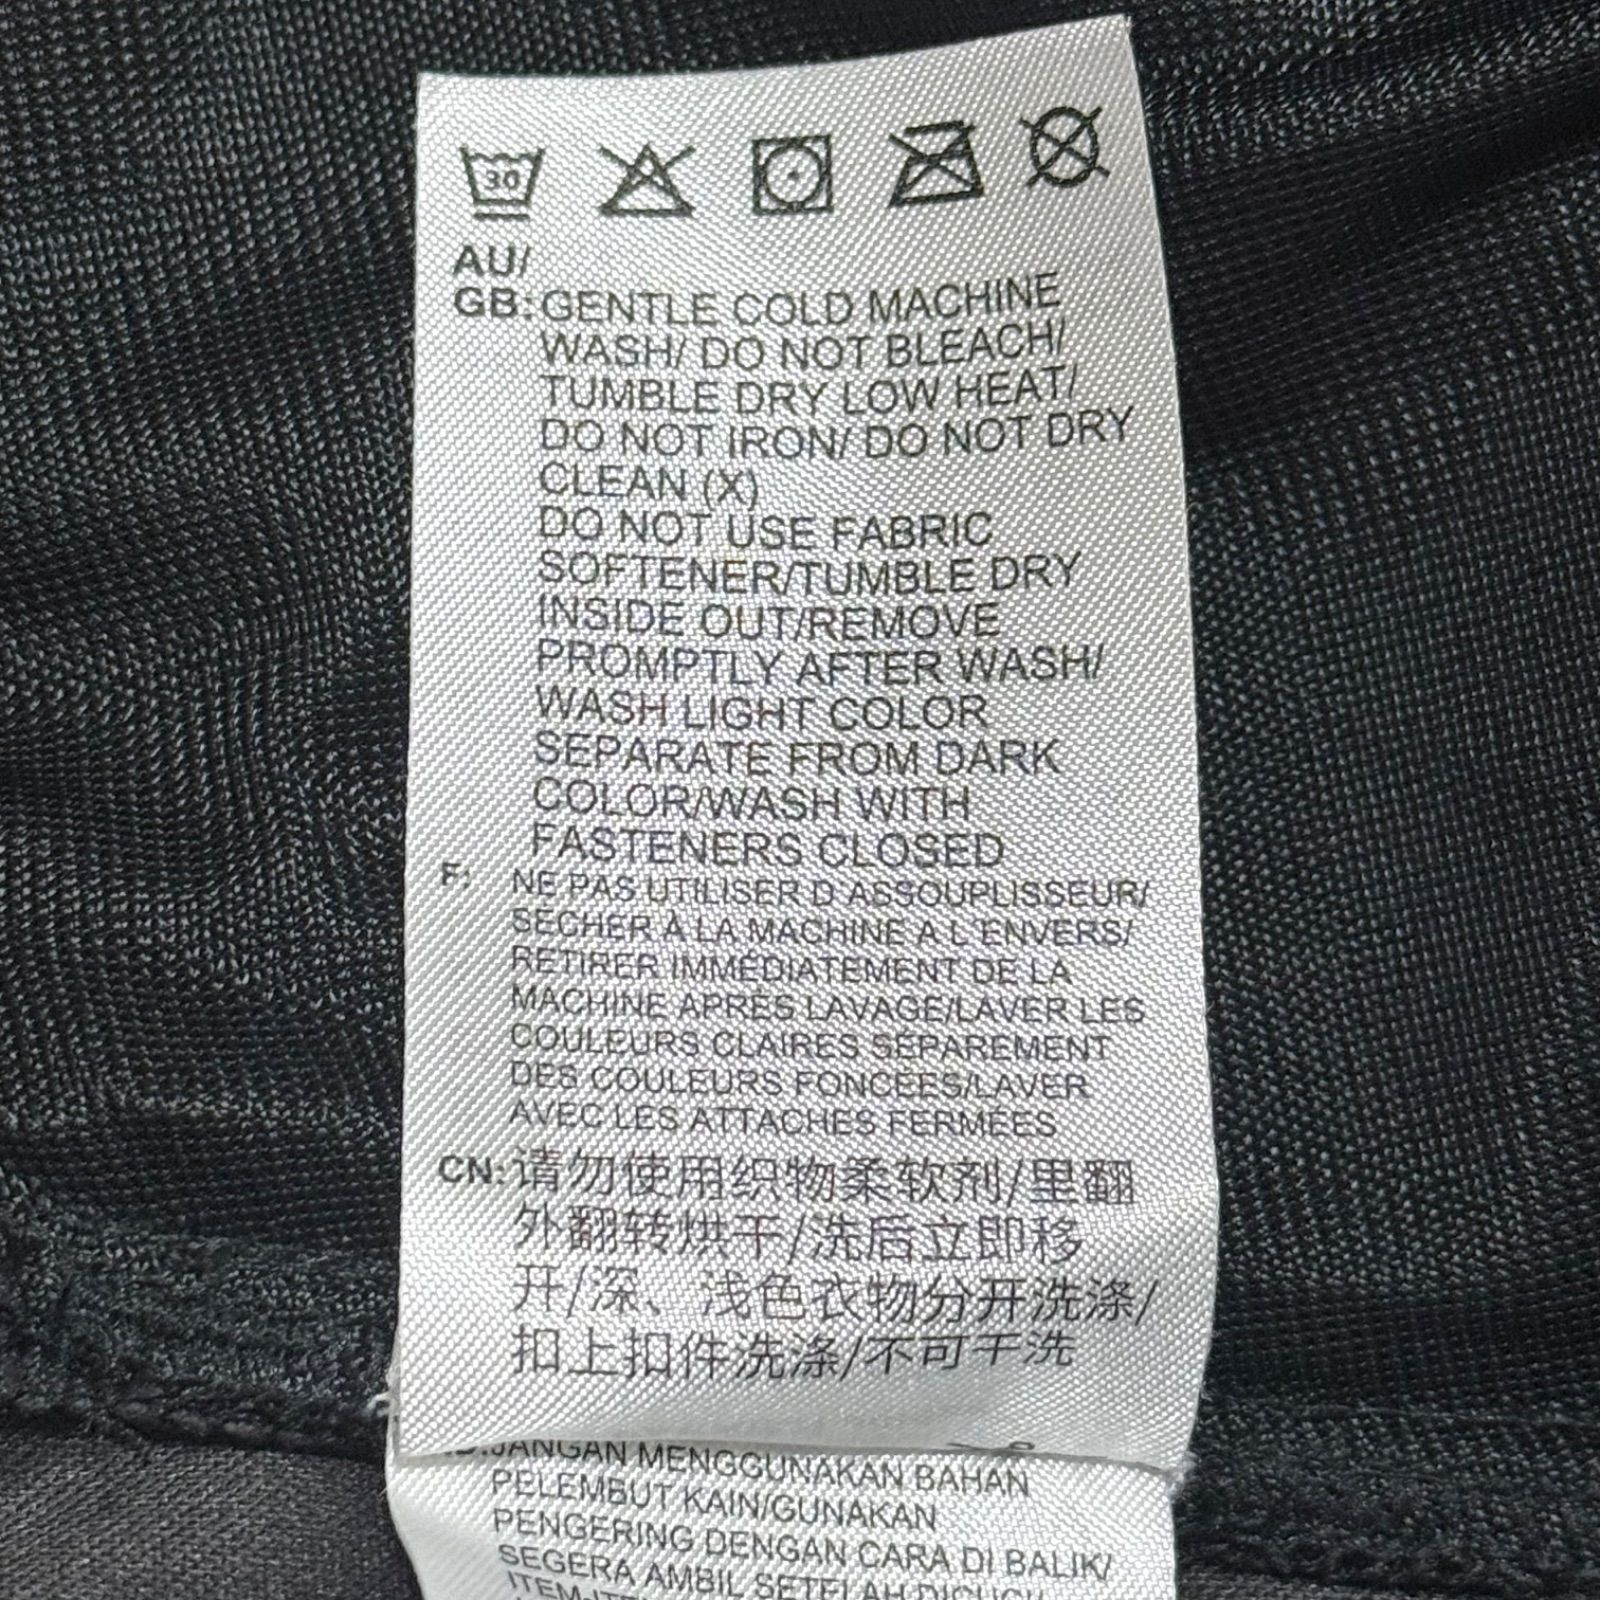 30
AU/
GB: GENTLE COLD MACHINE
WASH/ DO NOT BLEACH/
TUMBLE DRY LOW HEAT/
DO NOT IRON/ DO NOT DRY
CLEAN (X)
DO NOT USE FABRIC
SOFTENER/TUMBLE DRY
INSIDE OUT/REMOVE
PROMPTLY AFTER WASH/
WASH LIGHT COLOR
SEPARATE FROM DARK
COLOR/WASH WITH
FASTENERS CLOSED
F: NE PAS UTILISER D ASSOUPLISSEUR/
SÉCHER À LA MACHINE A L ENVERS/
RETIRER IMMÉDIATEMENT DE LA
MACHINE APRÈS LAVAGE/LAVER LES
COULEURS CLAIRES SÉPARÉMENT
DES COULEURS FONCÉES/LAVER
AVEC LES ATTACHES FERMÉES
CN: 请勿使用织物柔软剂/里翻
外翻转烘干/洗后立即移
开/深、浅色衣物分开洗涤/
扣上扣件洗涤/不可干洗
JANGAN MENGGUNAKAN BAHAN
PELEMBUT KAIN/GUNAKAN
PENGERING DENGAN CARA DI BALIK/
SEGERA AMBIL SETELAH DICUCI/